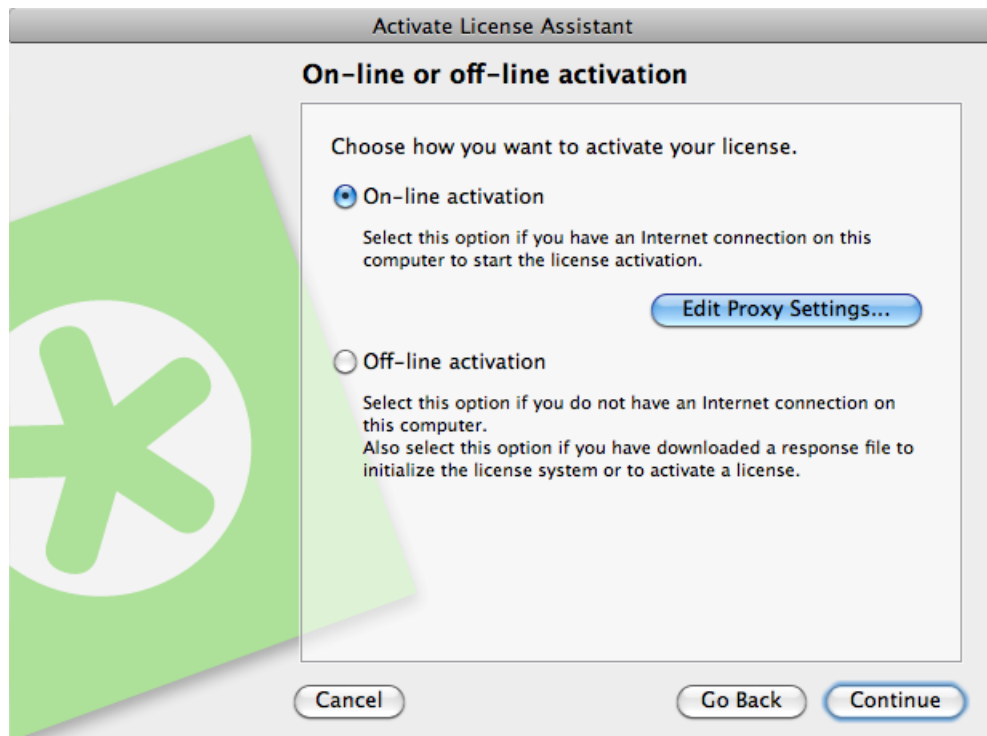 Activate License Assistant
On-line or off-line activation
Choose how you want to activate your license.
On-line activation
Select this option if you have an Internet connection on this
computer to start the license activation.
Edit Proxy Settings...
Off-line activation
Select this option if you do not have an Internet connection on
this computer.
Also select this option if you have downloaded a response file to
initialize the license system or to activate a license.
Cancel
Go Back
Continue